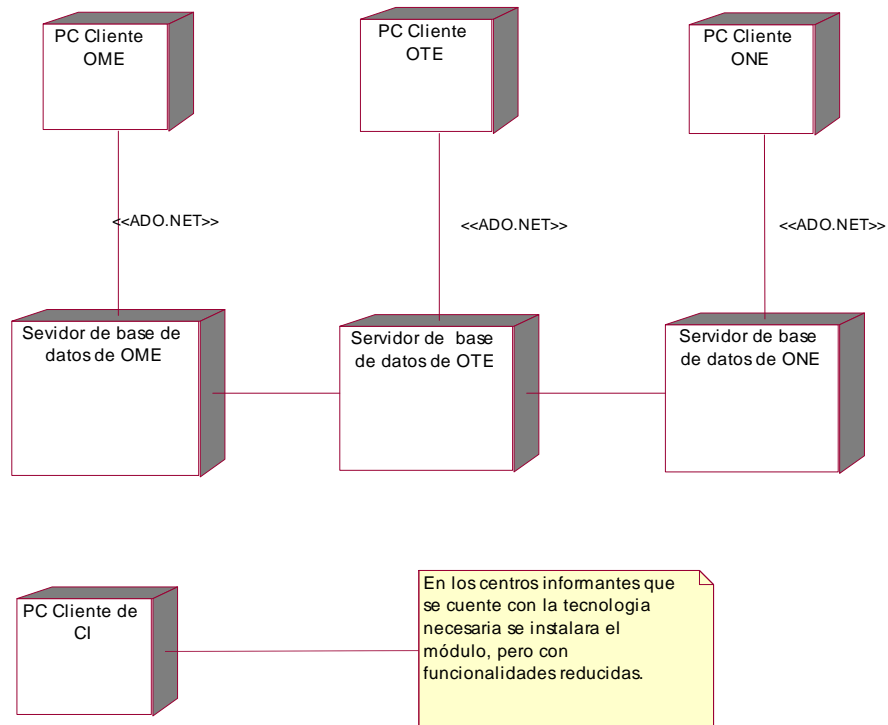 PC Cliente
OME
PC Cliente
OTE
PC Cliente
ONE
<<ADO.NET>>
<<ADO.NET>>
<<ADO.NET>>
Sevidor de base de
datos de OME
Servidor de base
de datos de OTE
Servidor de base
de datos de ONE
PC Cliente de
CI
En los centros informantes que
se cuente con la tecnologia
necesaria se instalara el
módulo, pero con
funcionalidades reducidas.